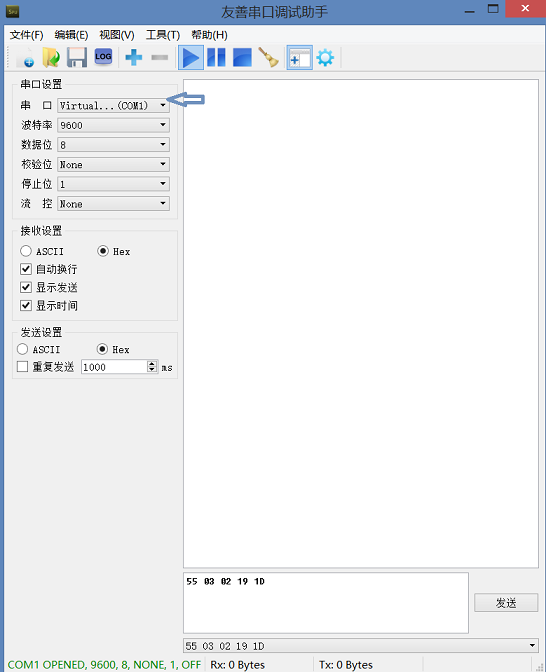 友善串口调试助手
文件(F) 编辑(E) 视图(V) 工具(T) 帮助(H)
LOG
串口设置
串 口 Virtual...(COM1)
波特率 9600
数据位 8
校验位 None
停止位 1
流 控 None
接收设置
ASCII Hex
自动换行
显示发送
显示时间
发送设置
ASCII Hex
重复发送 1000 ms
55 03 02 19 1D
发送
55 03 02 19 1D
COM1 OPENED, 9600, 8, NONE, 1, OFF Rx: 0 Bytes Tx: 0 Bytes